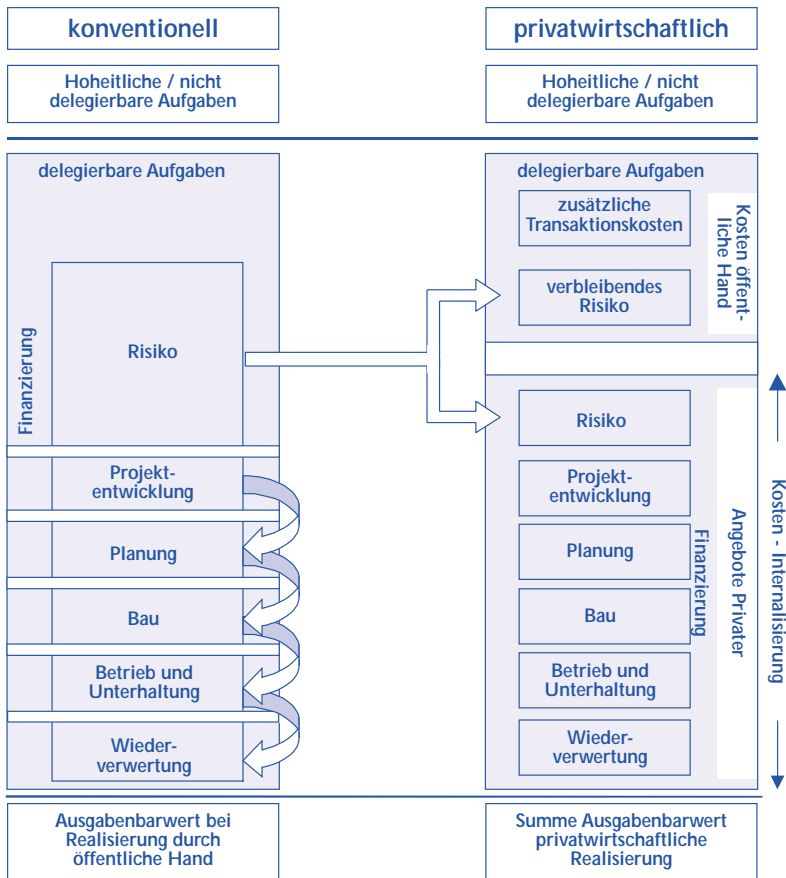 konventionell
Hoheitliche / nicht
delegierbare Aufgaben
delegierbare Aufgaben
Finanzierung
Risiko
Projekt-
entwicklung
Planung
Bau
Betrieb und
Unterhaltung
Wieder-
verwertung
Ausgabenbarwert bei
Realisierung durch
öffentliche Hand
privatwirtschaftlich
Hoheitliche / nicht
delegierbare Aufgaben
delegierbare Aufgaben
zusätzliche
Transaktionskosten
verbleibendes
Risiko
Kosten öffent-
liche Hand
Risiko
Projekt-
entwicklung
Planung
Bau
Betrieb und
Unterhaltung
Wieder-
verwertung
Finanzierung
Angebote Privater
Kosten - Internalisierung
Summe Ausgabenbarwert
privatwirtschaftliche
Realisierung